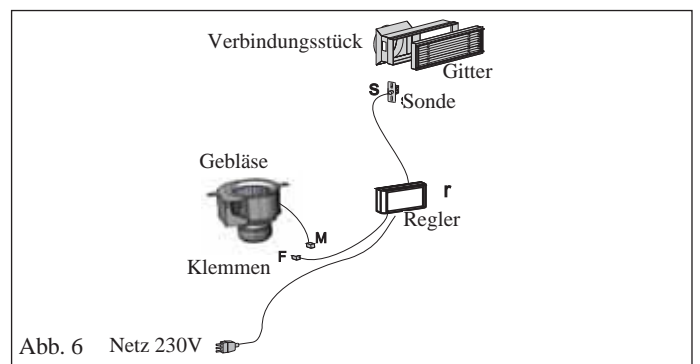 Verbindungsstück
Gitter
S
Sonde
Gebläse
r
Regler
M
F
Klemmen
Abb. 6 Netz 230V